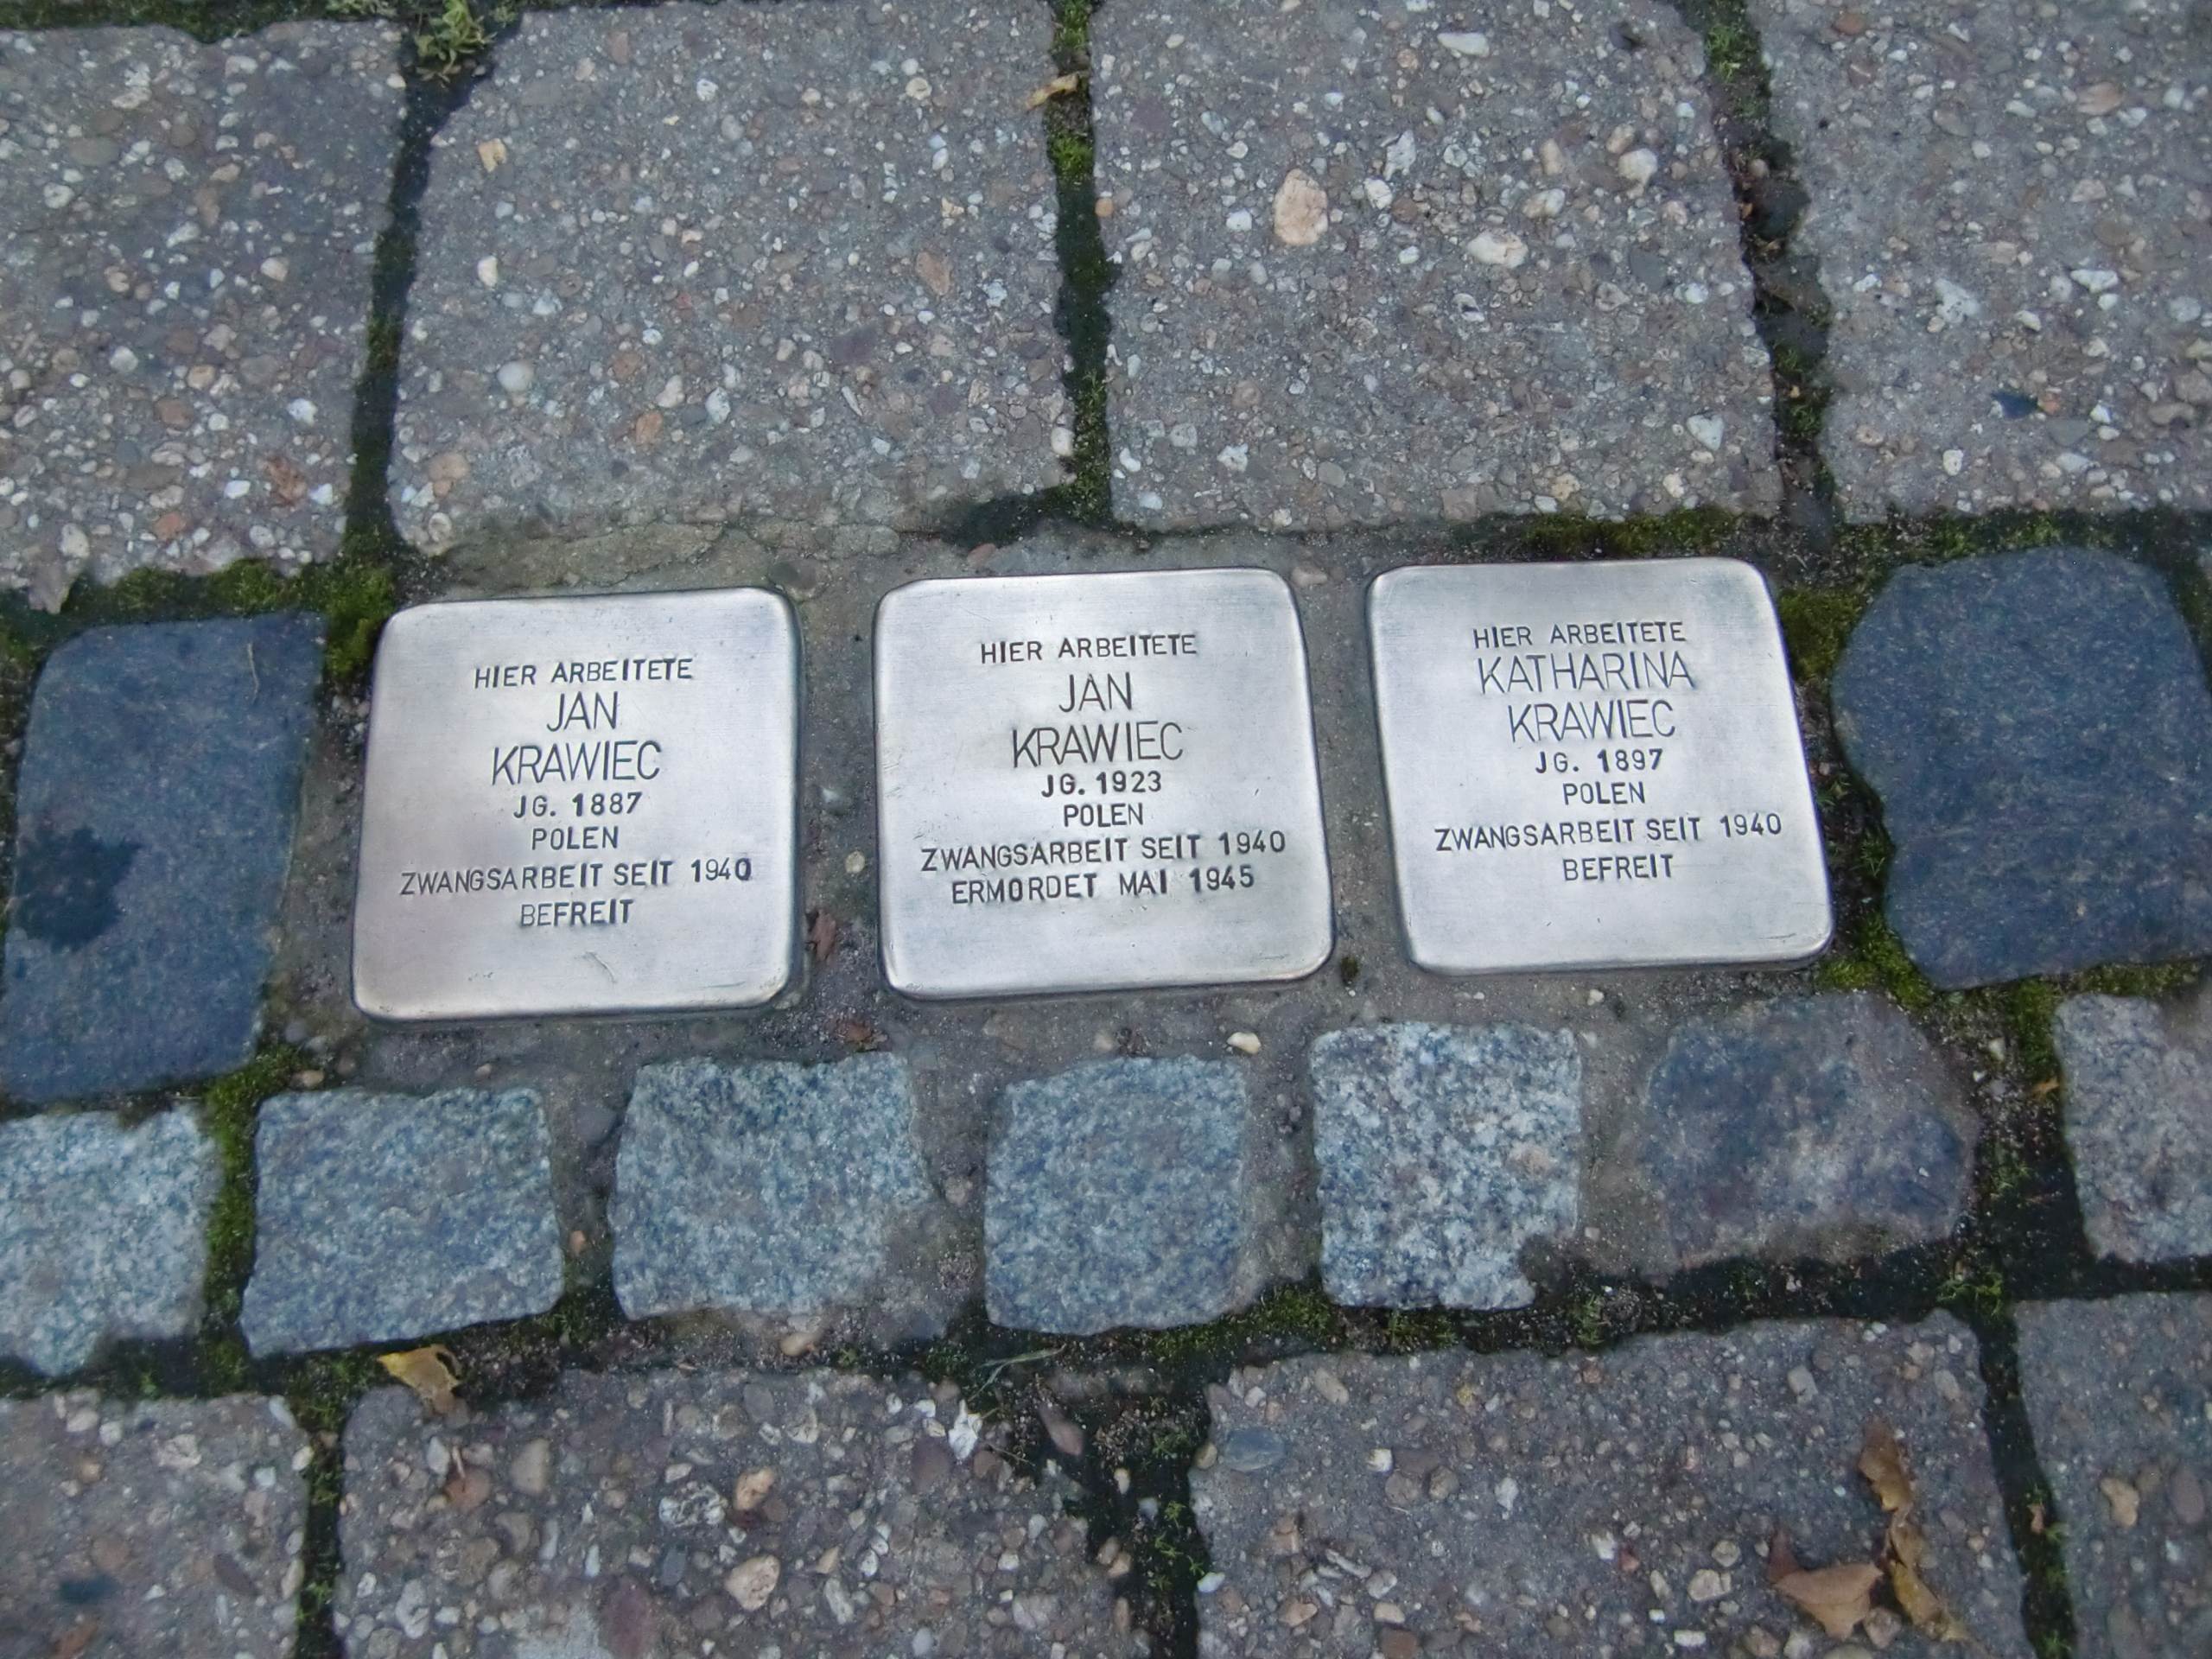 HIER ARBEITETE
JAN
KRAWIEC
JG. 1887
POLEN
ZWANGSARBEIT SEIT 1940
BEFREIT
HIER ARBEITETE
JAN
KRAWIEC
JG. 1923
POLEN
ZWANGSARBEIT SEIT 1940
ERMORDET MAI 1945
HIER ARBEITETE
KATHARINA
KRAWIEC
JG. 1897
POLEN
ZWANGSARBEIT SEIT 1940
BEFREIT